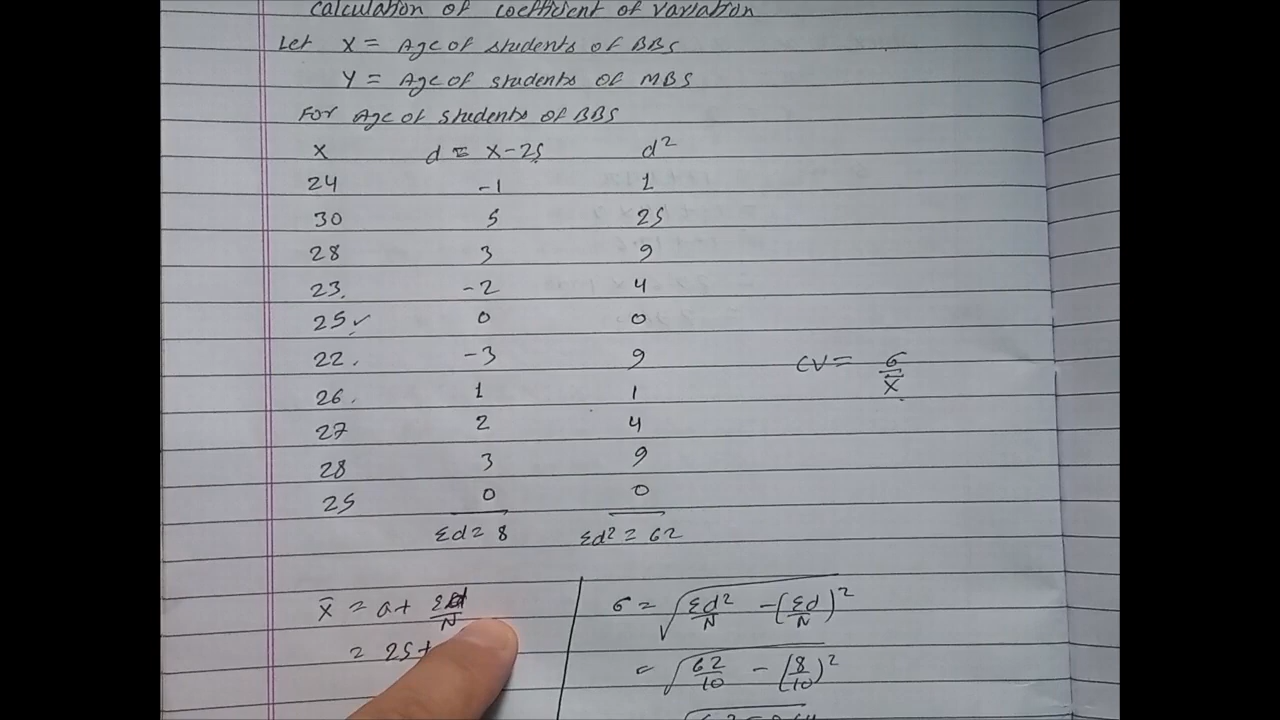 calculation of coefficient of variation
Let X = Age of students of BBS
Y = Age of students of MBS
For Age of students of BBS
X d = X-25 d²
24 -1 1
30 5 25
28 3 9
23. -2 4
25✓ 0 0
22. -3 9
CV = σ/X̄
26. 1 1
27 2 4
28 3 9
25 0 0
Σd = 8 Σd² = 62
X̄ = a + Σd/N
= 25+
σ = √(Σd²/N - (Σd/N)²)
= √(62/10 - (8/10)²)